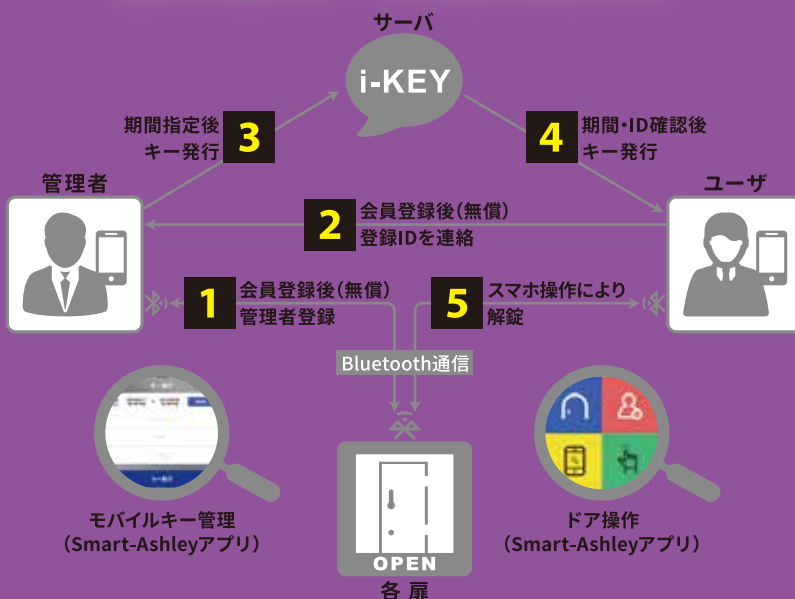 サーバ
i-KEY
期間指定後
キー発行
3
4
期間・ID確認後
キー発行
管理者
ユーザ
2
会員登録後(無償)
登録IDを連絡
1
会員登録後(無償)
管理者登録
5
スマホ操作により
解錠
Bluetooth通信
モバイルキー管理
(Smart-Ashleyアプリ)
OPEN
各扉
ドア操作
(Smart-Ashleyアプリ)